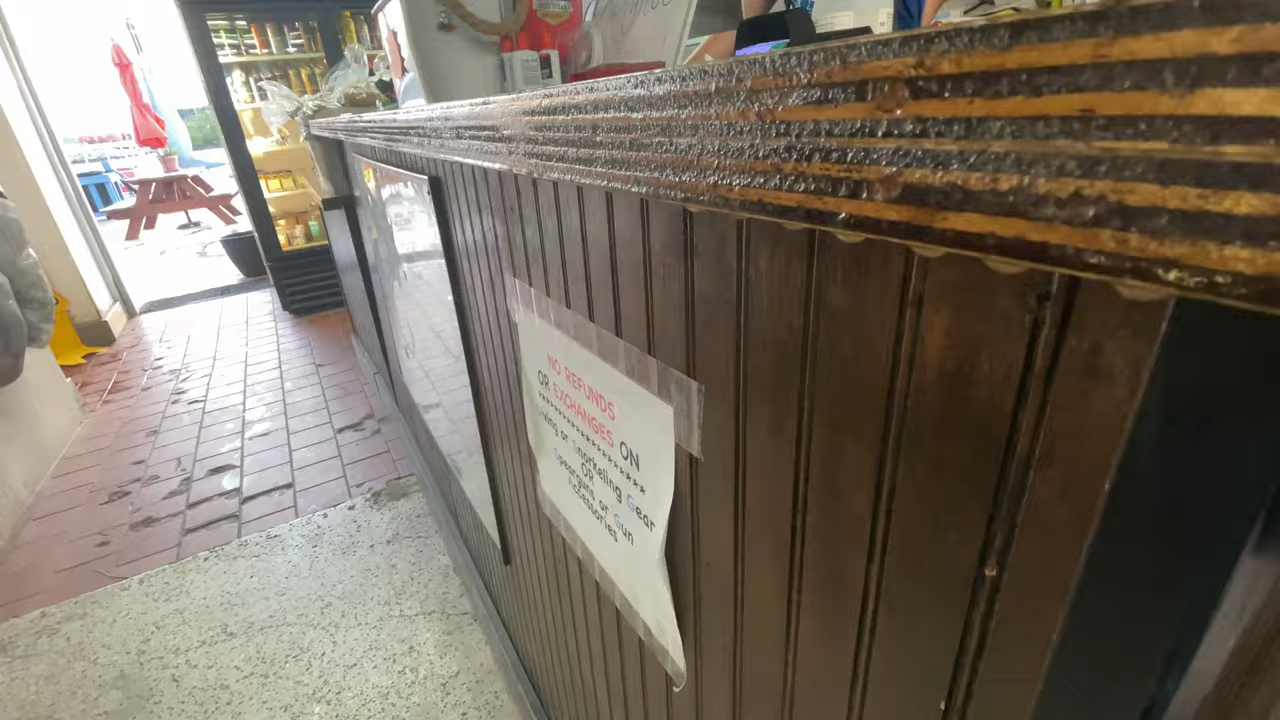 NO REFUNDS
OR EXCHANGES ON
********************
Diving or Snorkeling Gear
OR
Spearguns or Gun
Accessories